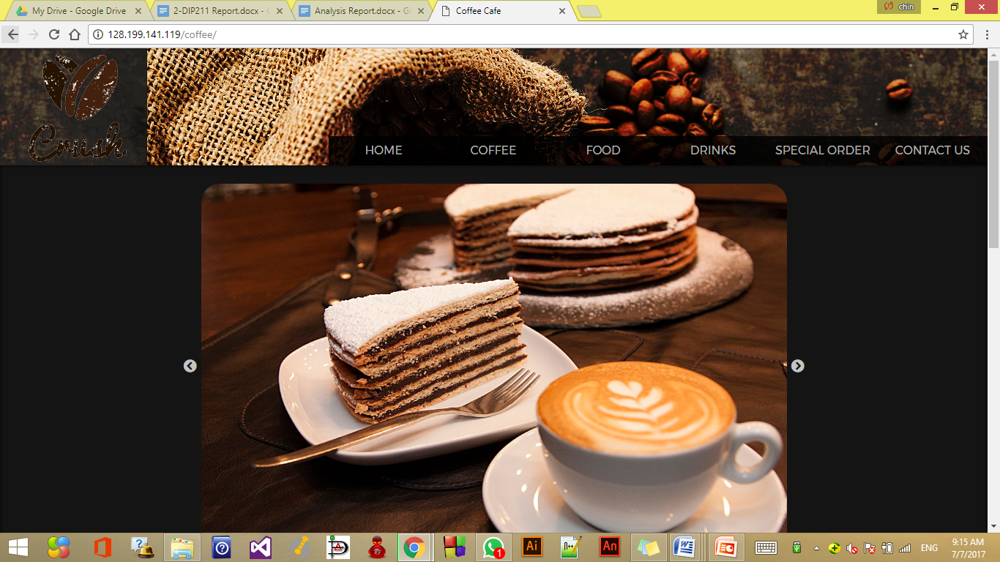 My Drive - Google Drive
2-DIP211 Report.docx - G
Analysis Report.docx - Go
Coffee Cafe
chin
128.199.141.119/coffee/
Crush
HOME COFFEE FOOD DRINKS SPECIAL ORDER CONTACT US
Ai
An
1
ENG
9:15 AM
7/7/2017